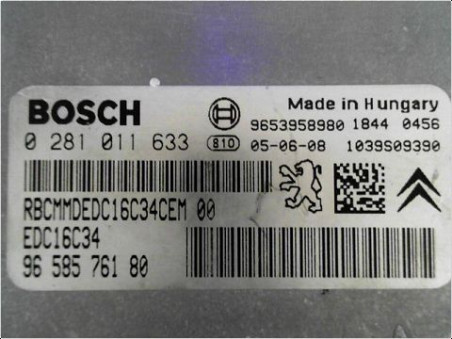 BOSCH
Made in Hungary
9653958980 1844 0456
0 281 011 633 810 05-06-08 1039S09390
RBCMMDEDC16C34CEM 00
EDC16C34
96 585 761 80